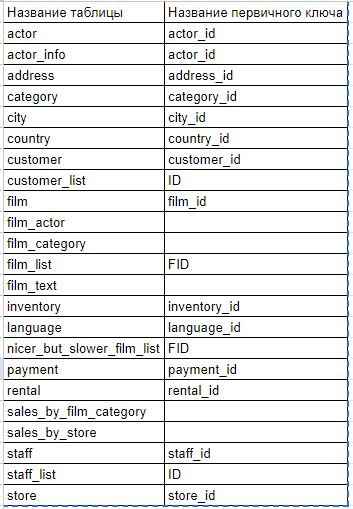 Название таблицы Название первичного ключа
actor actor_id
actor_info actor_id
address address_id
category category_id
city city_id
country country_id
customer customer_id
customer_list ID
film film_id
film_actor
film_category
film_list FID
film_text
inventory inventory_id
language language_id
nicer_but_slower_film_list FID
payment payment_id
rental rental_id
sales_by_film_category
sales_by_store
staff staff_id
staff_list ID
store store_id